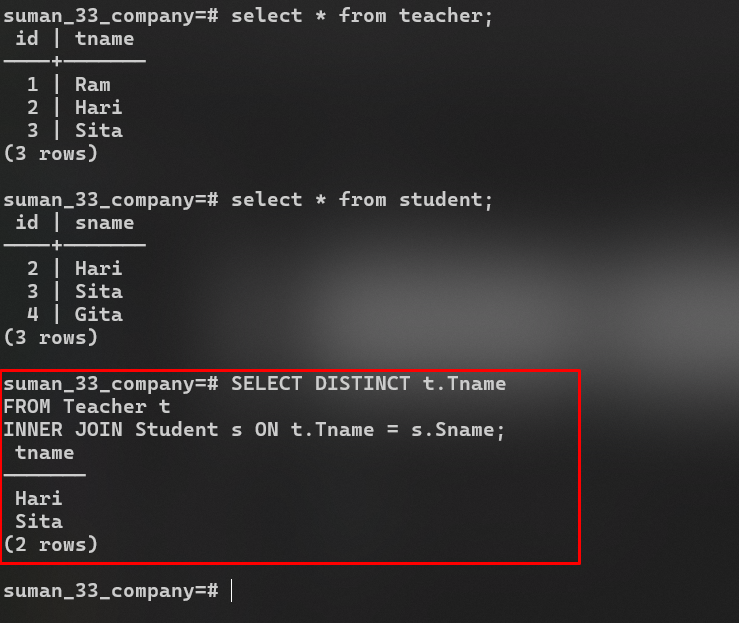 suman_33_company=# select * from teacher;
 id | tname
----+-------
  1 | Ram
  2 | Hari
  3 | Sita
(3 rows)
suman_33_company=# select * from student;
 id | sname
----+-------
  2 | Hari
  3 | Sita
  4 | Gita
(3 rows)
suman_33_company=# SELECT DISTINCT t.Tname
FROM Teacher t
INNER JOIN Student s ON t.Tname = s.Sname;
 tname
-------
 Hari
 Sita
(2 rows)
suman_33_company=#